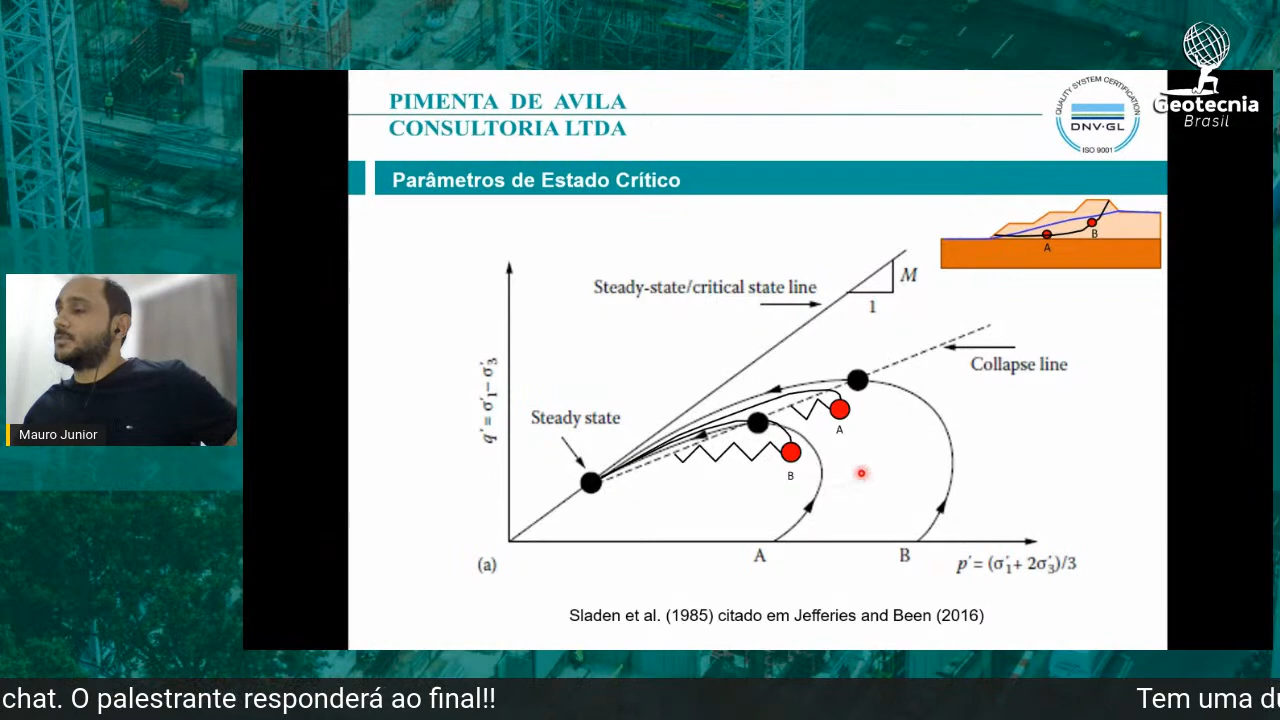 Geotecnia
Brasil
PIMENTA DE AVILA
CONSULTORIA LTDA
QUALITY SYSTEM CERTIFICATION
DNV·GL
ISO 9001
Parâmetros de Estado Crítico
B
A
Steady-state/critical state line
M
1
Collapse line
q' = σ'1 − σ'3
Steady state
A
B
Mauro Junior
A
B
(a)
p' = (σ'1 + 2σ'3)/3
Sladen et al. (1985) citado em Jefferies and Been (2016)
chat. O palestrante responderá ao final!!
Tem uma